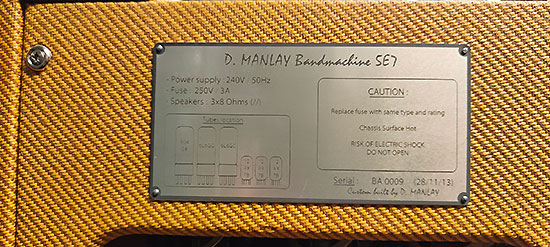 D. MANLAY Bandmachine SE7
- Power supply : 240V / 50Hz
- Fuse : 250V / 3A
- Speakers : 3x8 Ohms (//)
Tubes location
6L6GC
6L6GC
CAUTION :
Replace fuse with same type and rating
Chassis Surface Hot
RISK OF ELECTRIC SHOCK
DO NOT OPEN
Serial : BA 0009 (28/11/13)
Custom built by D. MANLAY